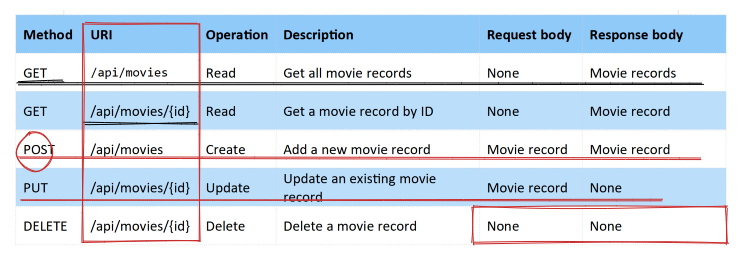 Method URI Operation Description Request body Response body
GET /api/movies Read Get all movie records None Movie records
GET /api/movies/{id} Read Get a movie record by ID None Movie record
POST /api/movies Create Add a new movie record Movie record Movie record
PUT /api/movies/{id} Update Update an existing movie record Movie record None
DELETE /api/movies/{id} Delete Delete a movie record None None